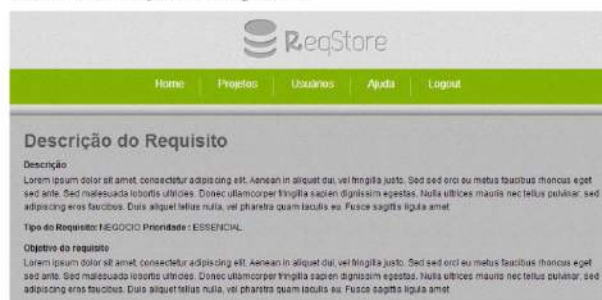 ReqStore
Home Projetos Usuários Ajuda Logout
Descrição do Requisito
Descrição
Lorem ipsum dolor sit amet, consectetur adipiscing elit. Aenean in aliquet dui, vel fringilla justo. Sed sed orci eu metus faucibus rhoncus eget
sed ante. Sed malesuada lobortis ultricies. Donec ullamcorper fringilla sapien dignissim egestas. Nulla ultrices mauris nec tellus pulvinar, sed
adipiscing eros faucibus. Duis aliquet tellus nulla, vel pharetra quam iaculis eu. Fusce sagittis ligula amet
Tipo do Requisito: NEGOCIO Prioridade : ESSENCIAL
Objetivo do requisito
Lorem ipsum dolor sit amet, consectetur adipiscing elit. Aenean in aliquet dui, vel fringilla justo. Sed sed orci eu metus faucibus rhoncus eget
sed ante. Sed malesuada lobortis ultricies. Donec ullamcorper fringilla sapien dignissim egestas. Nulla ultrices mauris nec tellus pulvinar, sed
adipiscing eros faucibus. Duis aliquet tellus nulla, vel pharetra quam iaculis eu. Fusce sagittis ligula amet